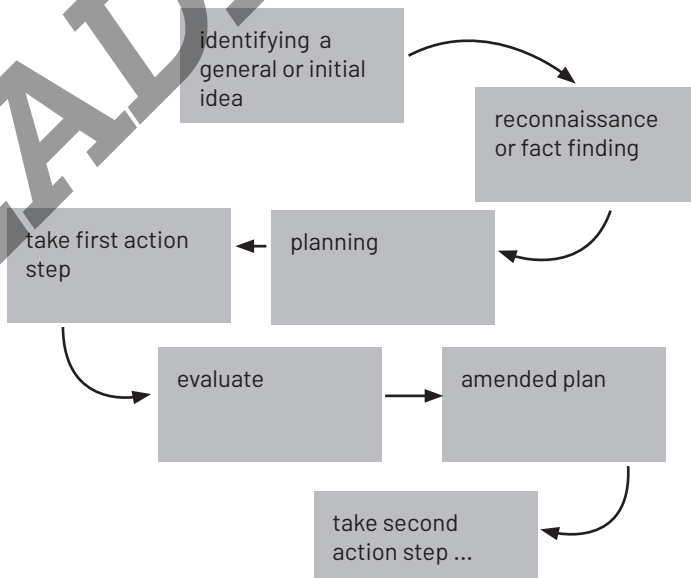 identifying a
general or initial
idea
reconnaissance
or fact finding
planning
take first action
step
evaluate
amended plan
take second
action step ...